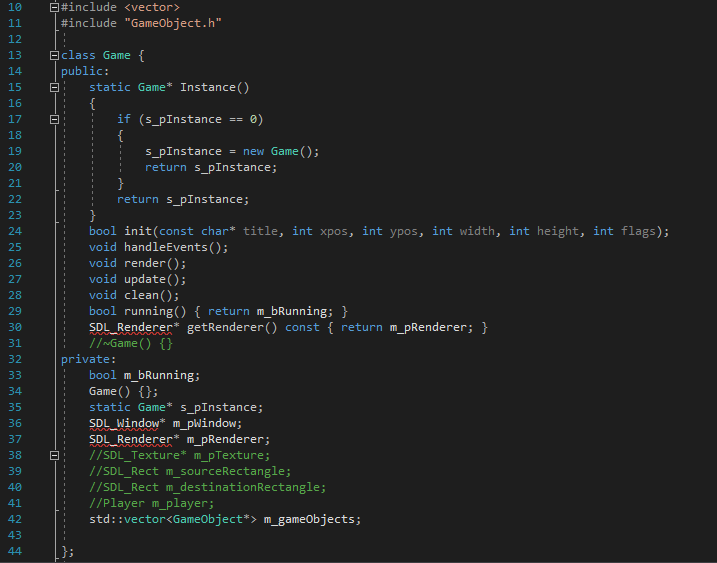 10 #include <vector>
11 #include "GameObject.h"
12
13 class Game {
14 public:
15 static Game* Instance()
16 {
17 if (s_pInstance == 0)
18 {
19 s_pInstance = new Game();
20 return s_pInstance;
21 }
22 return s_pInstance;
23 }
24 bool init(const char* title, int xpos, int ypos, int width, int height, int flags);
25 void handleEvents();
26 void render();
27 void update();
28 void clean();
29 bool running() { return m_bRunning; }
30 SDL_Renderer* getRenderer() const { return m_pRenderer; }
31 //~Game() {}
32 private:
33 bool m_bRunning;
34 Game() {};
35 static Game* s_pInstance;
36 SDL_Window* m_pWindow;
37 SDL_Renderer* m_pRenderer;
38 //SDL_Texture* m_pTexture;
39 //SDL_Rect m_sourceRectangle;
40 //SDL_Rect m_destinationRectangle;
41 //Player m_player;
42 std::vector<GameObject*> m_gameObjects;
43
44 };